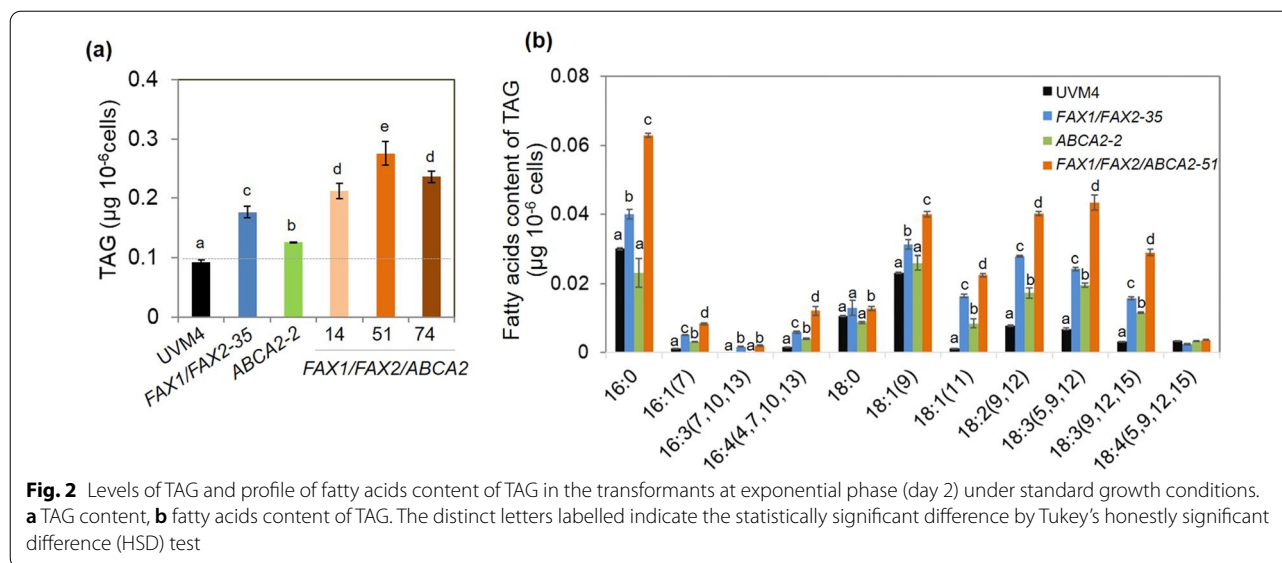 (a)
TAG (µg 10⁻⁶cells)
0.4
0.3
0.2
0.1
0
a
c
b
d
e
d
UVM4
FAX1/FAX2-35
ABCA2-2
14 51 74
FAX1/FAX2/ABCA2
(b)
Fatty acids content of TAG
(µg 10⁻⁶ cells)
0.08
0.06
0.04
0.02
0
UVM4
FAX1/FAX2-35
ABCA2-2
FAX1/FAX2/ABCA2-51
a b a c
a c b c
a b a b
a c b d
a b a b
a b a c
a c b d
a c b d
a c b d
a c b d
16:0
16:1(7)
16:3(7,10,13)
16:4(4,7,10,13)
18:0
18:1(9)
18:1(11)
18:2(9,12)
18:3(5,9,12)
18:3(9,12,15)
18:4(5,9,12,15)
Fig. 2 Levels of TAG and profile of fatty acids content of TAG in the transformants at exponential phase (day 2) under standard growth conditions.
a TAG content, b fatty acids content of TAG. The distinct letters labelled indicate the statistically significant difference by Tukey's honestly significant
difference (HSD) test